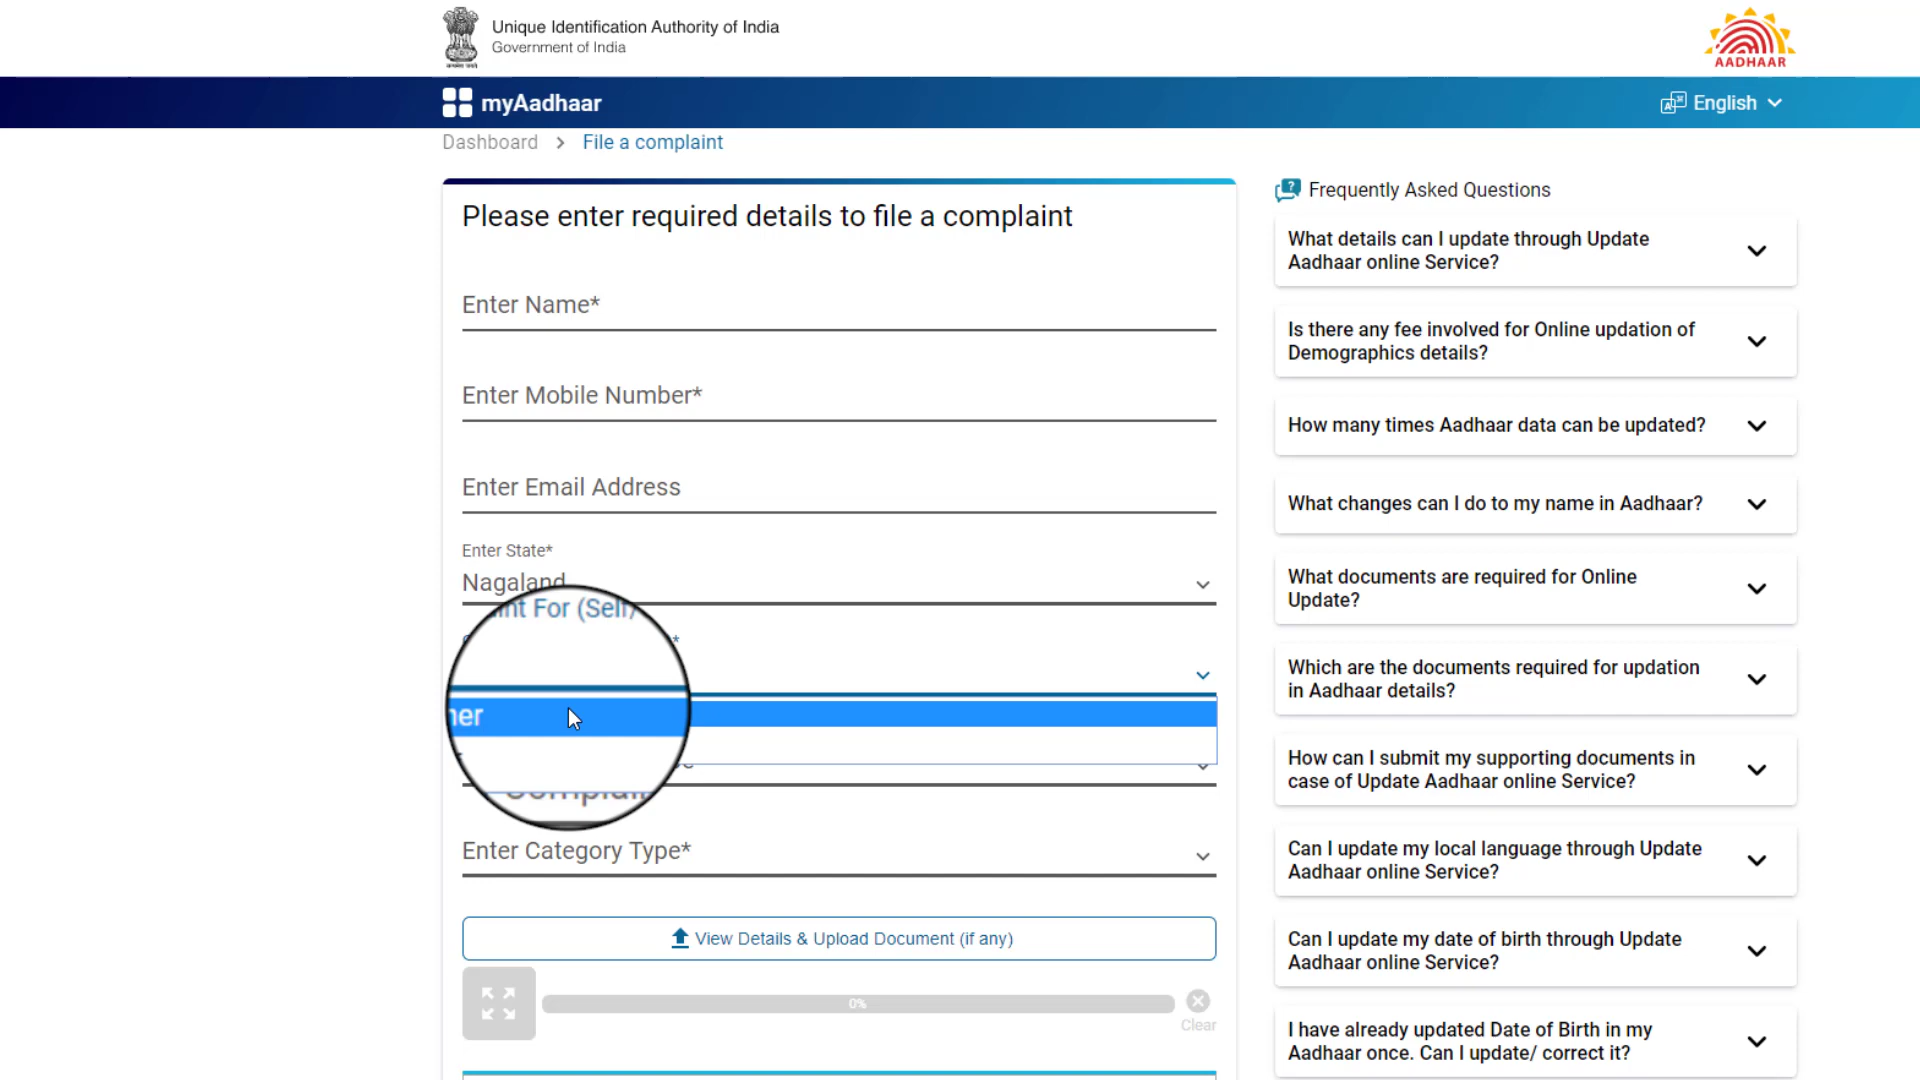 Unique Identification Authority of India
Government of India
AADHAAR
myAadhaar
English
Dashboard > File a complaint
Please enter required details to file a complaint
Enter Name*
Enter Mobile Number*
Enter Email Address
Enter State*
Nagaland
For (Self)
*
Enter Category Type*
View Details & Upload Document (if any)
0%
Clear
Frequently Asked Questions
What details can I update through Update
Aadhaar online Service?
Is there any fee involved for Online updation of
Demographics details?
How many times Aadhaar data can be updated?
What changes can I do to my name in Aadhaar?
What documents are required for Online
Update?
Which are the documents required for updation
in Aadhaar details?
How can I submit my supporting documents in
case of Update Aadhaar online Service?
Can I update my local language through Update
Aadhaar online Service?
Can I update my date of birth through Update
Aadhaar online Service?
I have already updated Date of Birth in my
Aadhaar once. Can I update/ correct it?